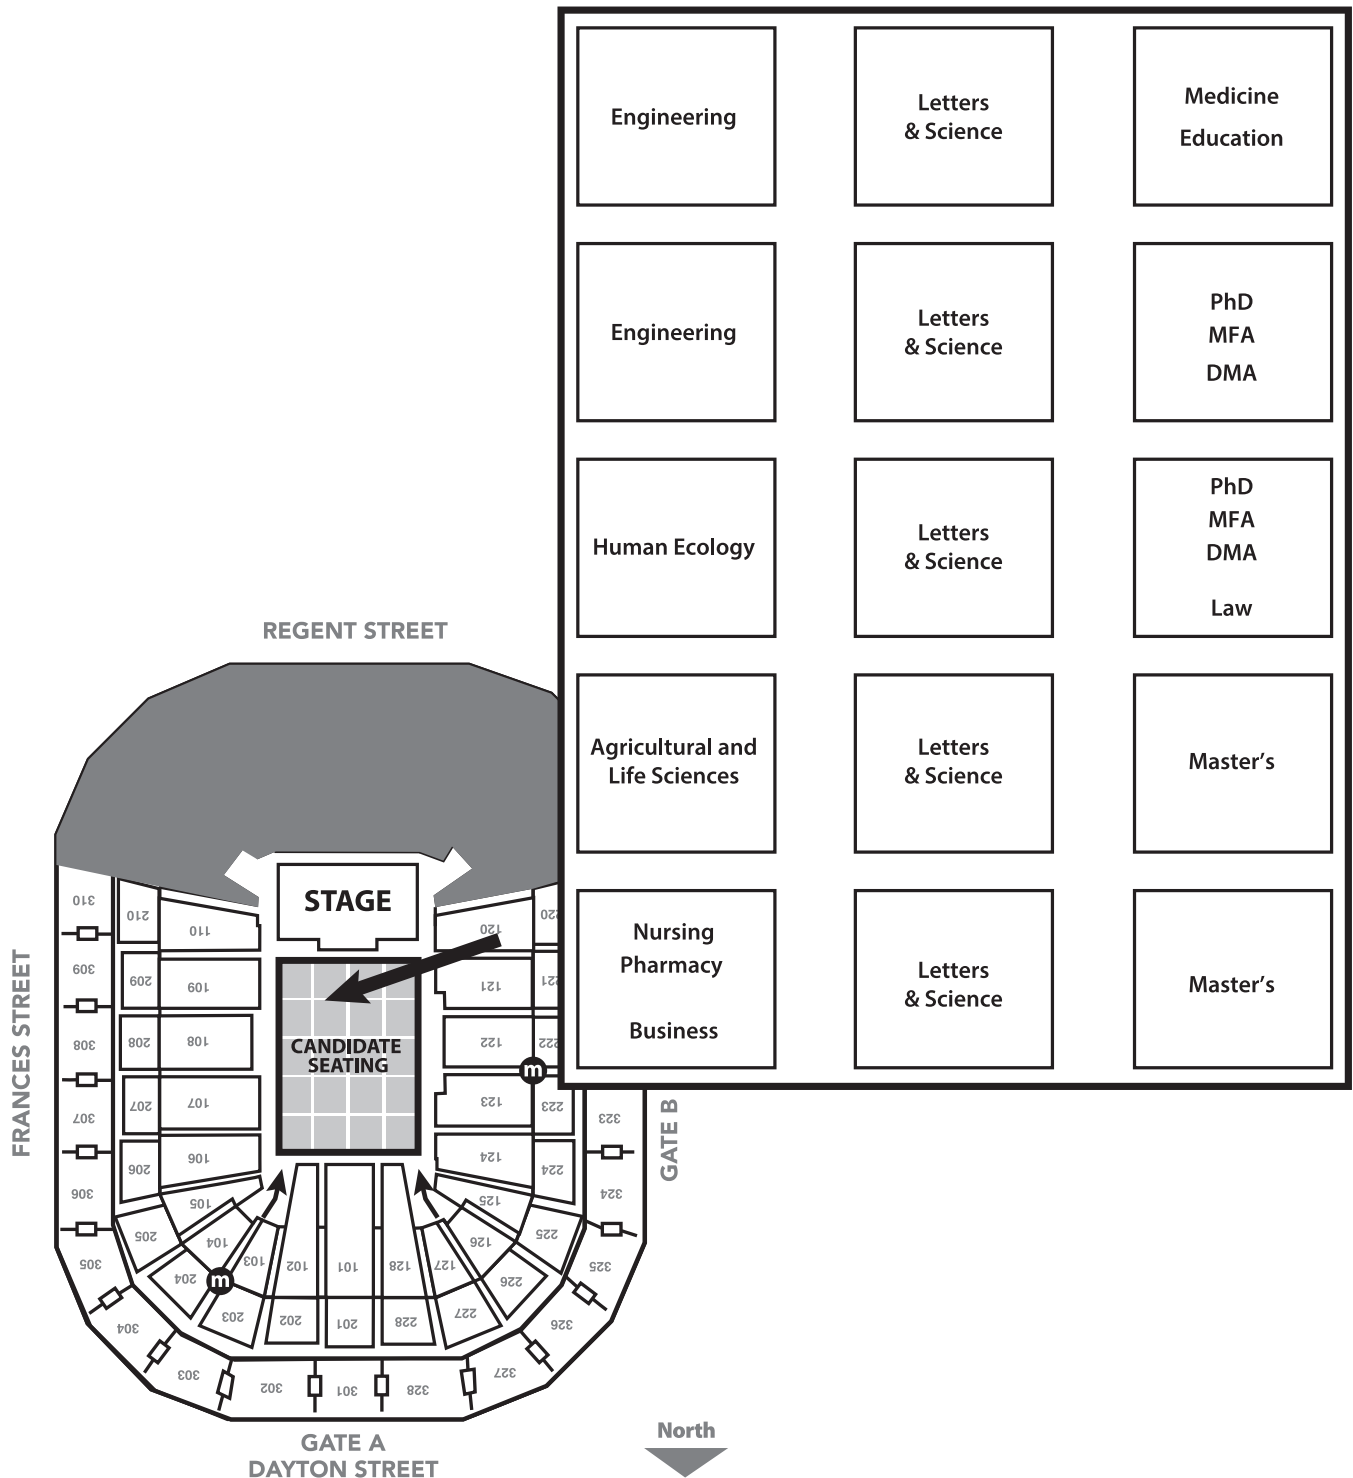 Engineering
Letters
& Science
Medicine
Education
Engineering
Letters
& Science
PhD
MFA
DMA
Human Ecology
Letters
& Science
PhD
MFA
DMA
Law
Agricultural and
Life Sciences
Letters
& Science
Master's
Nursing
Pharmacy
Business
Letters
& Science
Master's
REGENT STREET
STAGE
CANDIDATE
SEATING
FRANCES STREET
GATE B
310
210
110
120
220
309
209
109
121
221
308
208
108
122
222
m
307
207
107
123
223
323
306
206
106
124
224
324
305
205
105
125
225
325
304
204
104
126
226
326
m
303
203
103
127
227
327
302
202
102
128
228
328
301
201
101
GATE A
DAYTON STREET
North